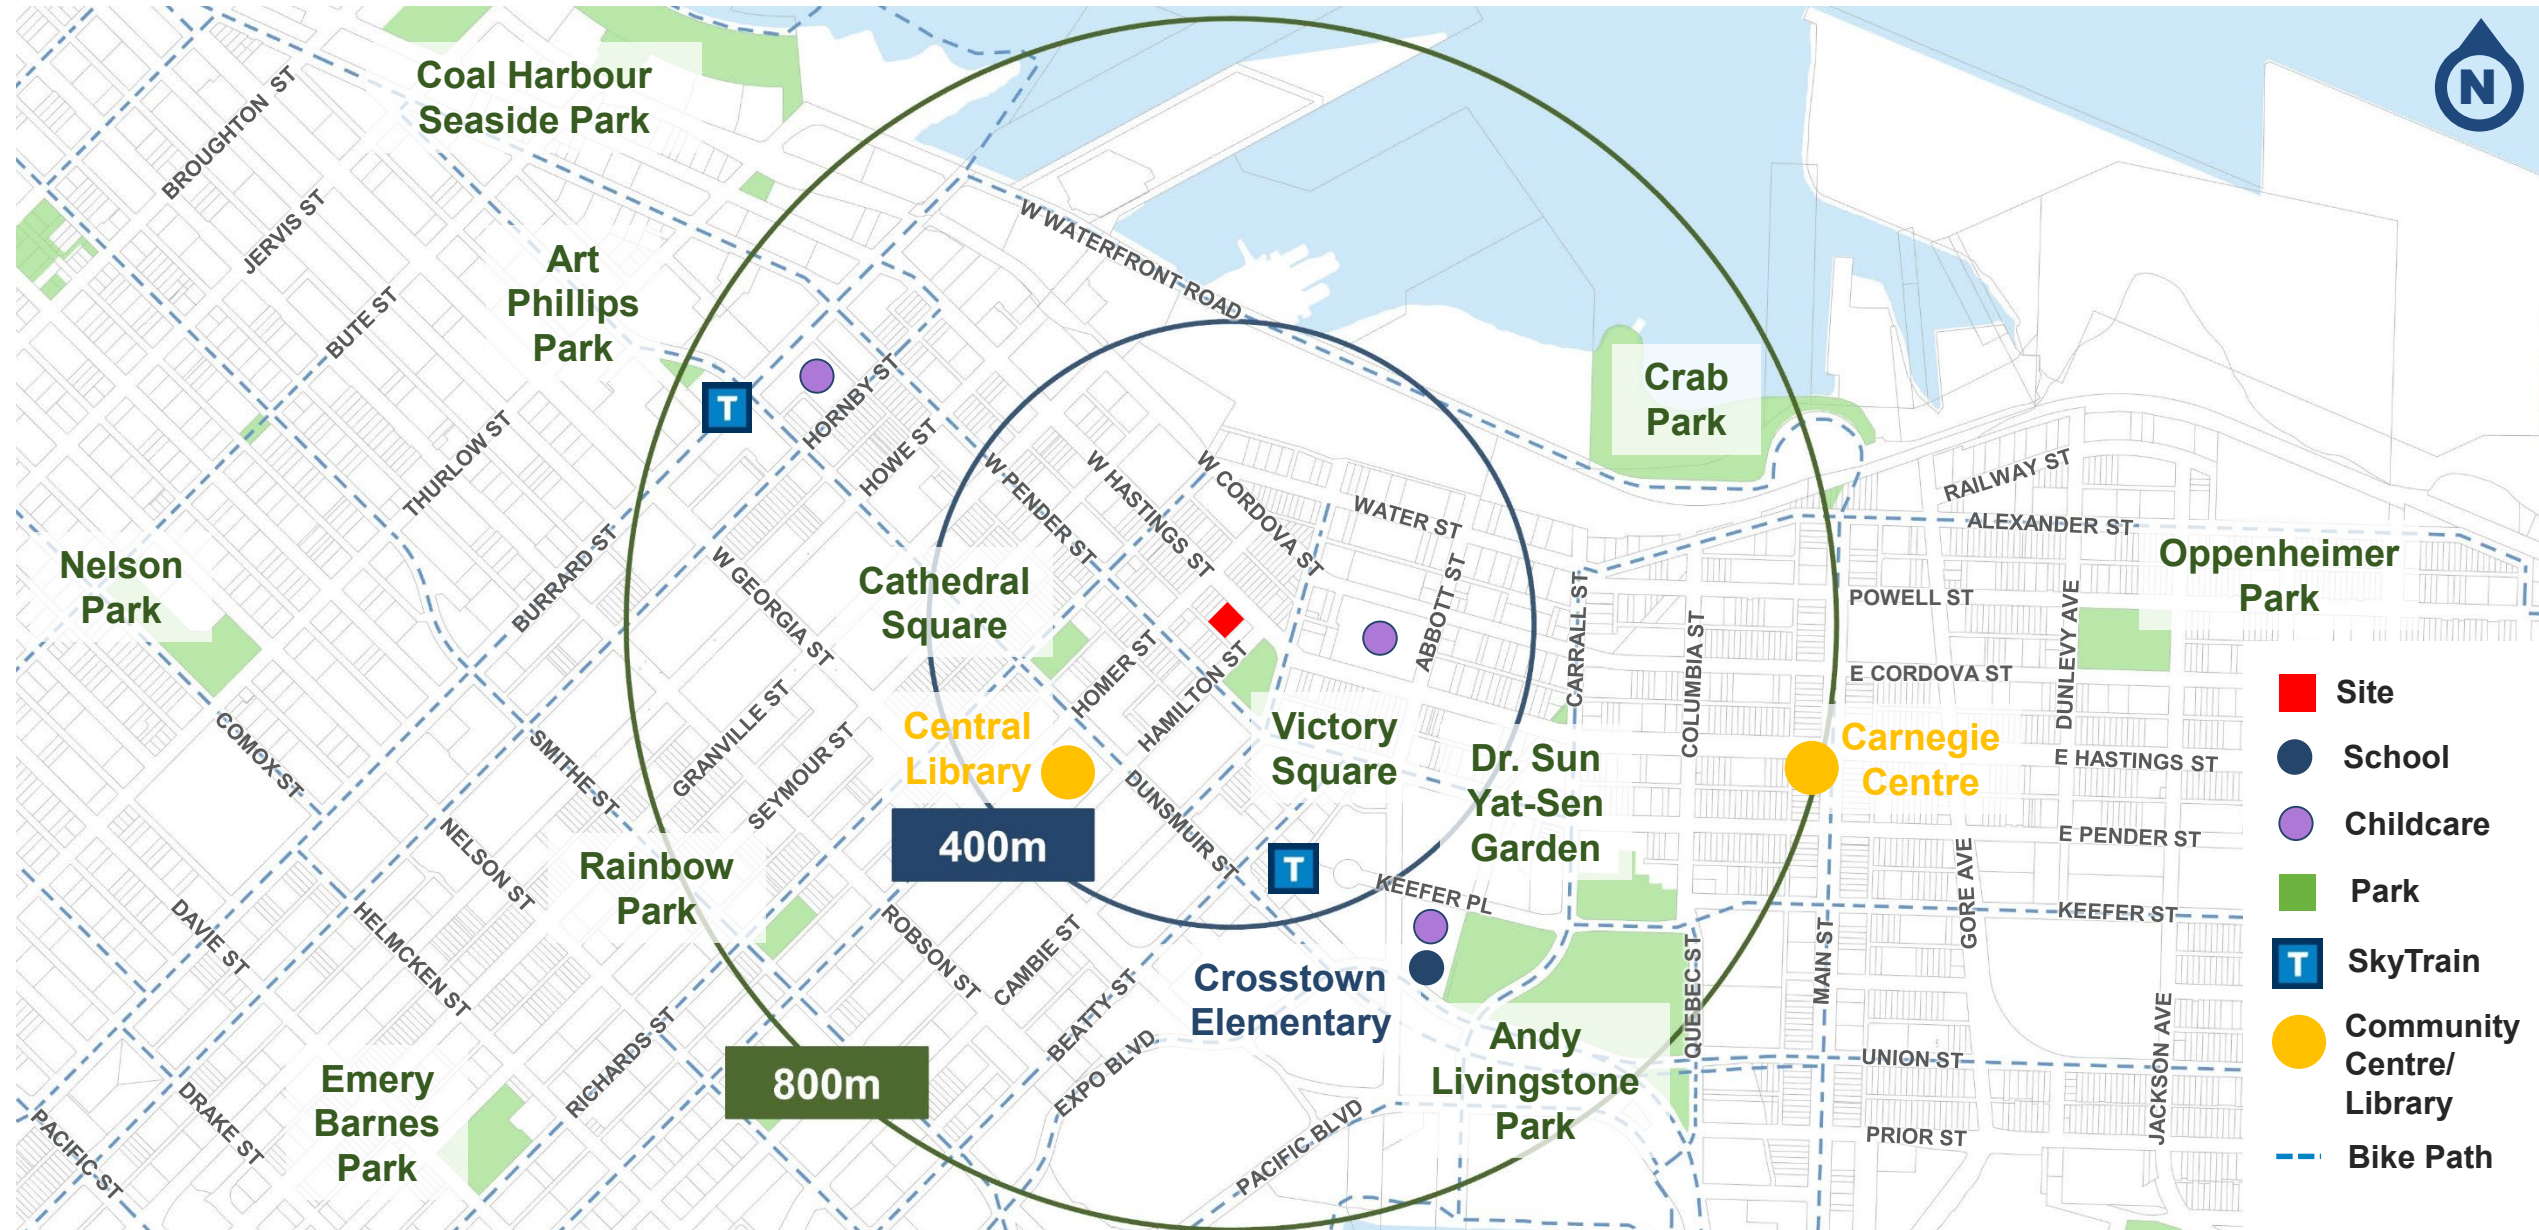 N
Coal Harbour
Seaside Park
BROUGHTON ST
JERVIS ST
BUTE ST
THURLOW ST
BURRARD ST
Art
Phillips
Park
T
HORNBY ST
HOWE ST
W WATERFRONT ROAD
W PENDER ST
W HASTINGS ST
W CORDOVA ST
WATER ST
ABBOTT ST
CARRALL ST
COLUMBIA ST
Crab
Park
RAILWAY ST
ALEXANDER ST
POWELL ST
E CORDOVA ST
DUNLEVY AVE
E HASTINGS ST
E PENDER ST
KEEFER ST
GORE AVE
UNION ST
PRIOR ST
JACKSON AVE
MAIN ST
QUEBEC ST
Oppenheimer
Park
Nelson
Park
Cathedral
Square
W GEORGIA ST
GRANVILLE ST
SEYMOUR ST
HOMER ST
HAMILTON ST
Central
Library
Victory
Square
Dr. Sun
Yat-Sen
Garden
Carnegie
Centre
COMOX ST
SMITHE ST
NELSON ST
HELMCKEN ST
DAVIE ST
DRAKE ST
PACIFIC ST
Rainbow
Park
400m
DUNSMUIR ST
T
KEEFER PL
ROBSON ST
CAMBIE ST
BEATTY ST
EXPO BLVD
PACIFIC BLVD
RICHARDS ST
Crosstown
Elementary
Andy
Livingstone
Park
Emery
Barnes
Park
800m
Site
School
Childcare
Park
T
SkyTrain
Community
Centre/
Library
Bike Path